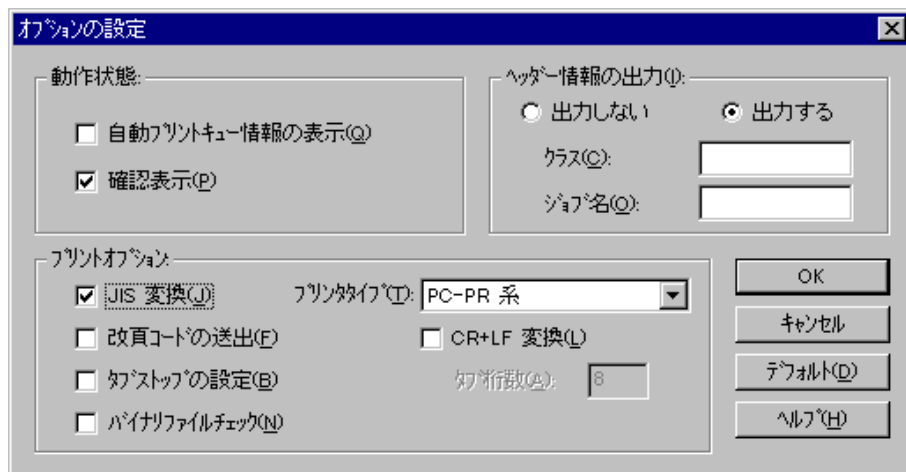 ｵﾌﾟｼｮﾝの設定
動作状態:
自動ﾌﾟﾘﾝﾄｷｭｰ情報の表示(Q)
確認表示(P)
ﾍｯﾀﾞｰ情報の出力(I):
出力しない
出力する
ｸﾗｽ(C):
ｼﾞｮﾌﾞ名(O):
ﾌﾟﾘﾝﾄｵﾌﾟｼｮﾝ:
JIS 変換(J)
ﾌﾟﾘﾝﾀﾀｲﾌﾟ(T):
PC-PR 系
改頁ｺｰﾄﾞの送出(F)
CR+LF 変換(L)
ﾀﾌﾞｽﾄｯﾌﾟの設定(B)
ﾀﾌﾞ桁数(A):
8
ﾊﾞｲﾅﾘﾌｧｲﾙﾁｪｯｸ(N)
OK
ｷｬﾝｾﾙ
ﾃﾞﾌｫﾙﾄ(D)
ﾍﾙﾌﾟ(H)